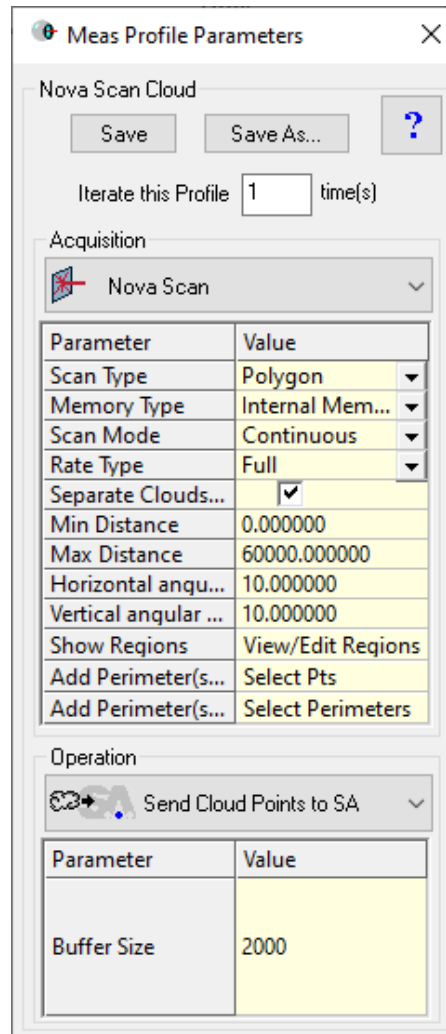 Meas Profile Parameters
Nova Scan Cloud
Save Save As... ?
Iterate this Profile 1 time(s)
Acquisition
Nova Scan
Parameter Value
Scan Type Polygon
Memory Type Internal Mem...
Scan Mode Continuous
Rate Type Full
Separate Clouds...
Min Distance 0.000000
Max Distance 60000.000000
Horizontal angu... 10.000000
Vertical angular ... 10.000000
Show Regions View/Edit Regions
Add Perimeter(s... Select Pts
Add Perimeter(s... Select Perimeters
Operation
Send Cloud Points to SA
Parameter Value
Buffer Size 2000